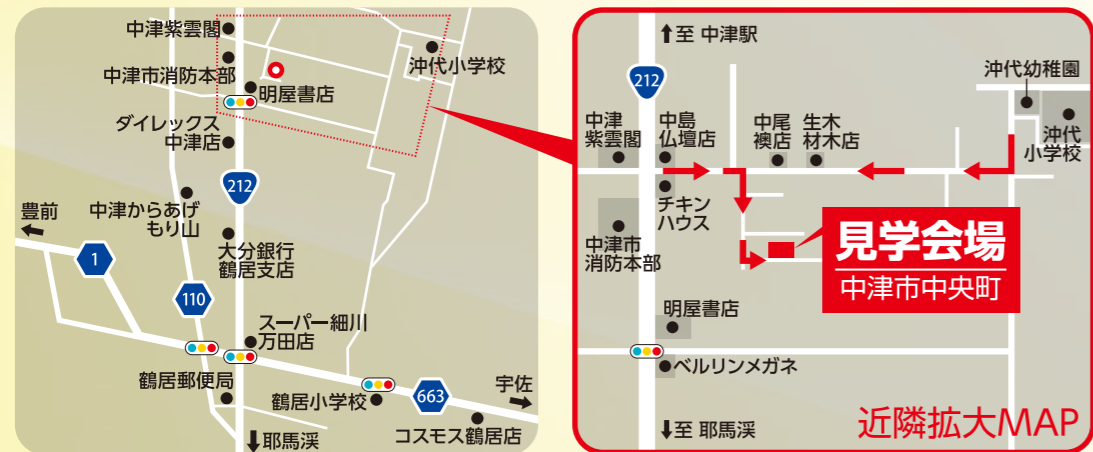 中津紫雲閣
中津市消防本部
明屋書店
沖代小学校
ダイレックス
中津店
212
中津からあげ
もり山
豊前
大分銀行
鶴居支店
1
110
スーパー細川
万田店
鶴居郵便局
鶴居小学校
663
宇佐
コスモス鶴居店
耶馬渓
至 中津駅
212
沖代幼稚園
中津
紫雲閣
中島
仏壇店
中尾
襖店
生木
材木店
沖代
小学校
チキン
ハウス
中津市
消防本部
見学会場
中津市中央町
明屋書店
ベルリンメガネ
至 耶馬渓
近隣拡大MAP